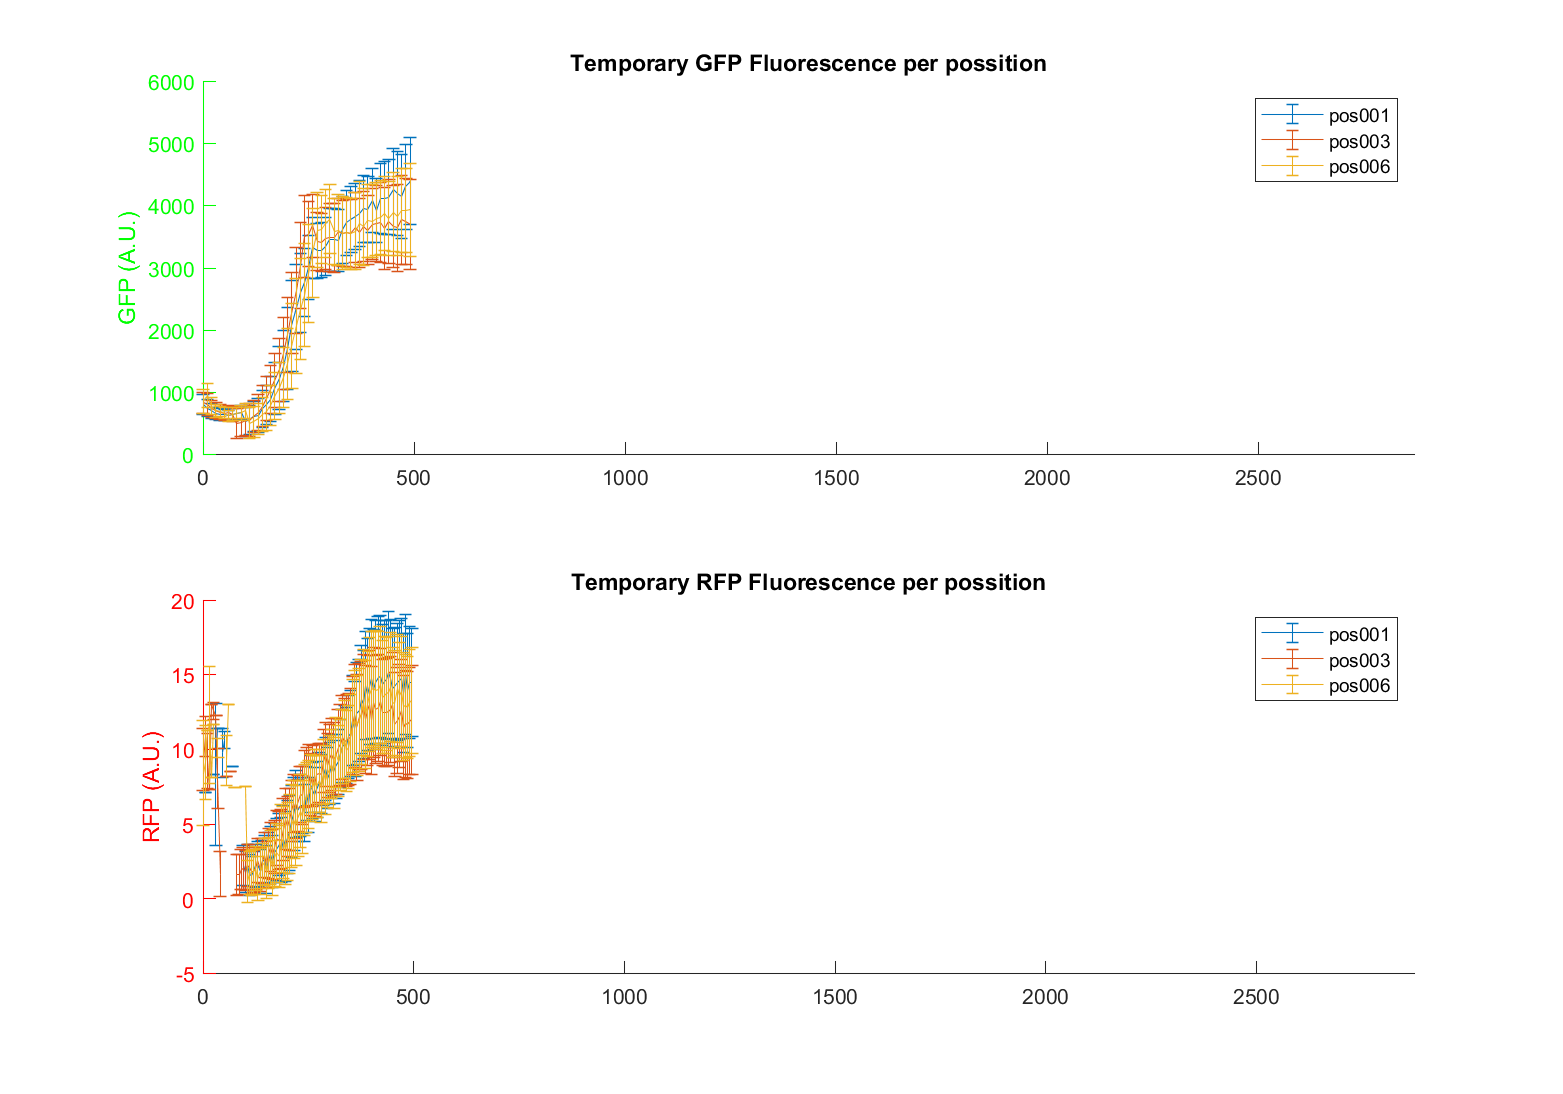 Temporary GFP Fluorescence per possition
6000
5000
4000
3000
2000
1000
0
GFP (A.U.)
pos001
pos003
pos006
0 500 1000 1500 2000 2500
Temporary RFP Fluorescence per possition
20
15
10
5
0
-5
RFP (A.U.)
pos001
pos003
pos006
0 500 1000 1500 2000 2500